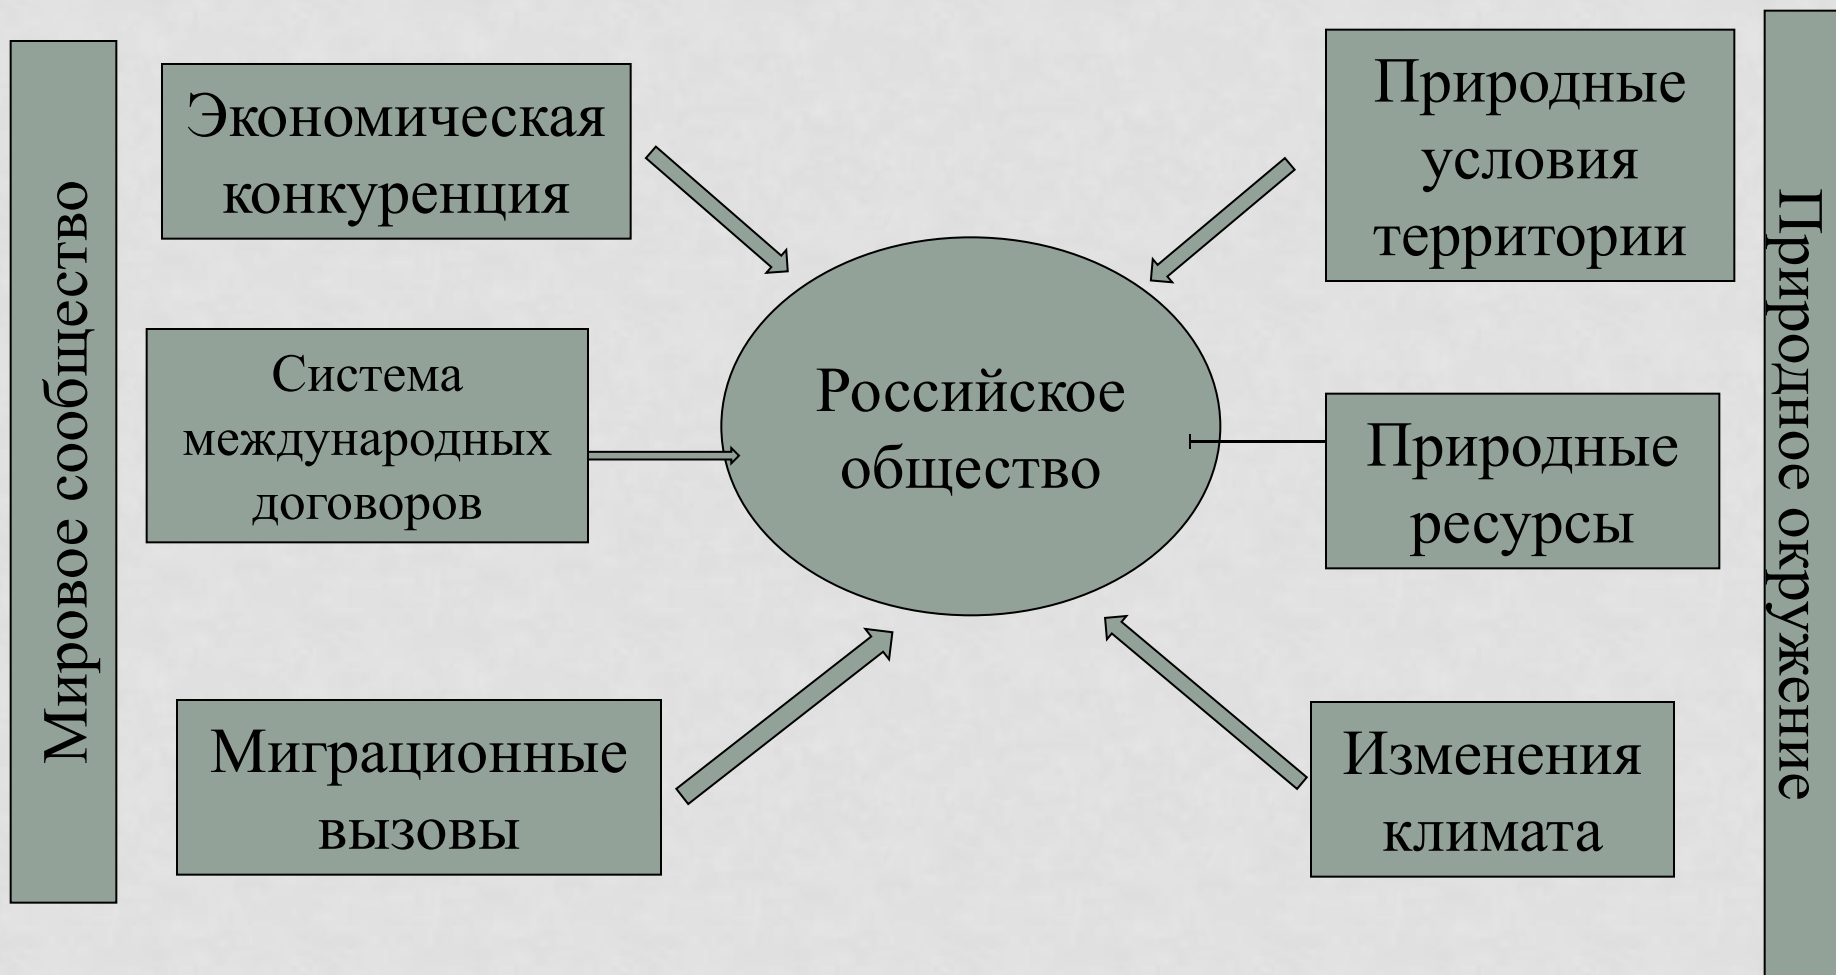 Мировое сообщество
Экономическая
конкуренция
Система
международных
договоров
Миграционные
вызовы
Российское
общество
Природные
условия
территории
Природные
ресурсы
Изменения
климата
Природное окружение